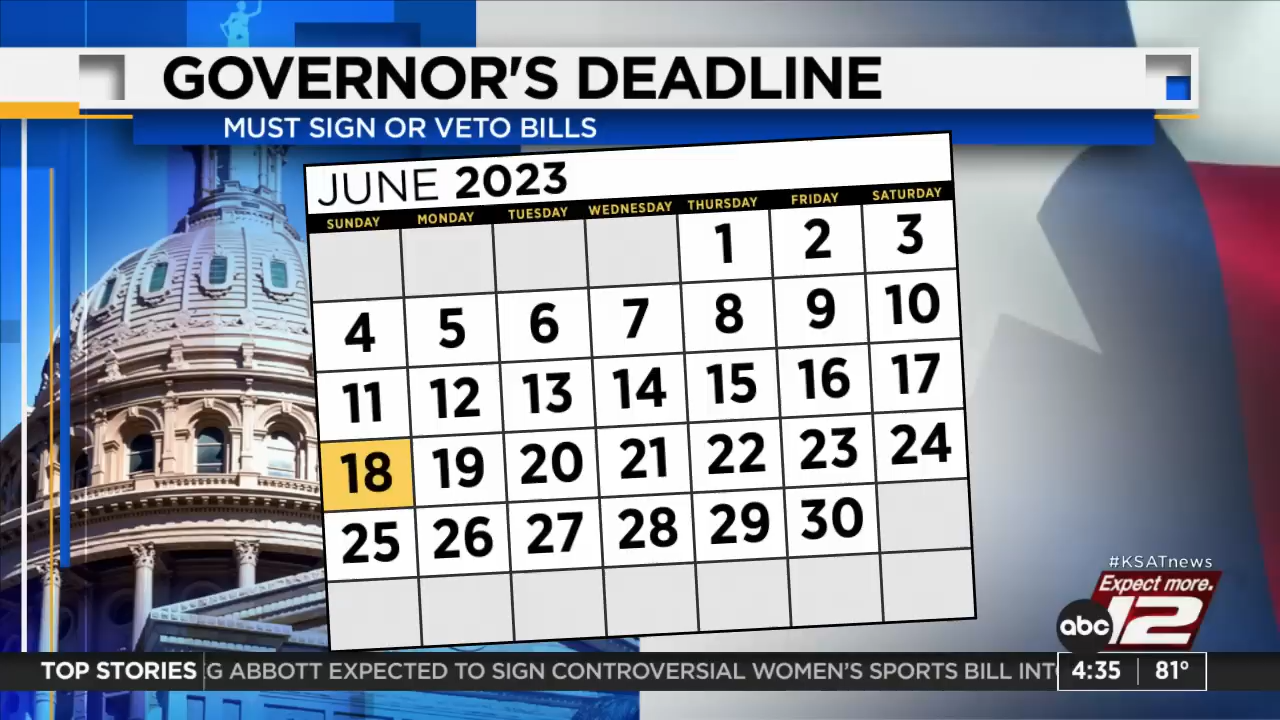 GOVERNOR'S DEADLINE
MUST SIGN OR VETO BILLS
JUNE 2023
SUNDAY MONDAY TUESDAY WEDNESDAY THURSDAY FRIDAY SATURDAY
1 2 3
4 5 6 7 8 9 10
11 12 13 14 15 16 17
18 19 20 21 22 23 24
25 26 27 28 29 30
#KSATnews
Expect more.
abc 12
TOP STORIES G ABBOTT EXPECTED TO SIGN CONTROVERSIAL WOMEN'S SPORTS BILL INT 4:35 81°